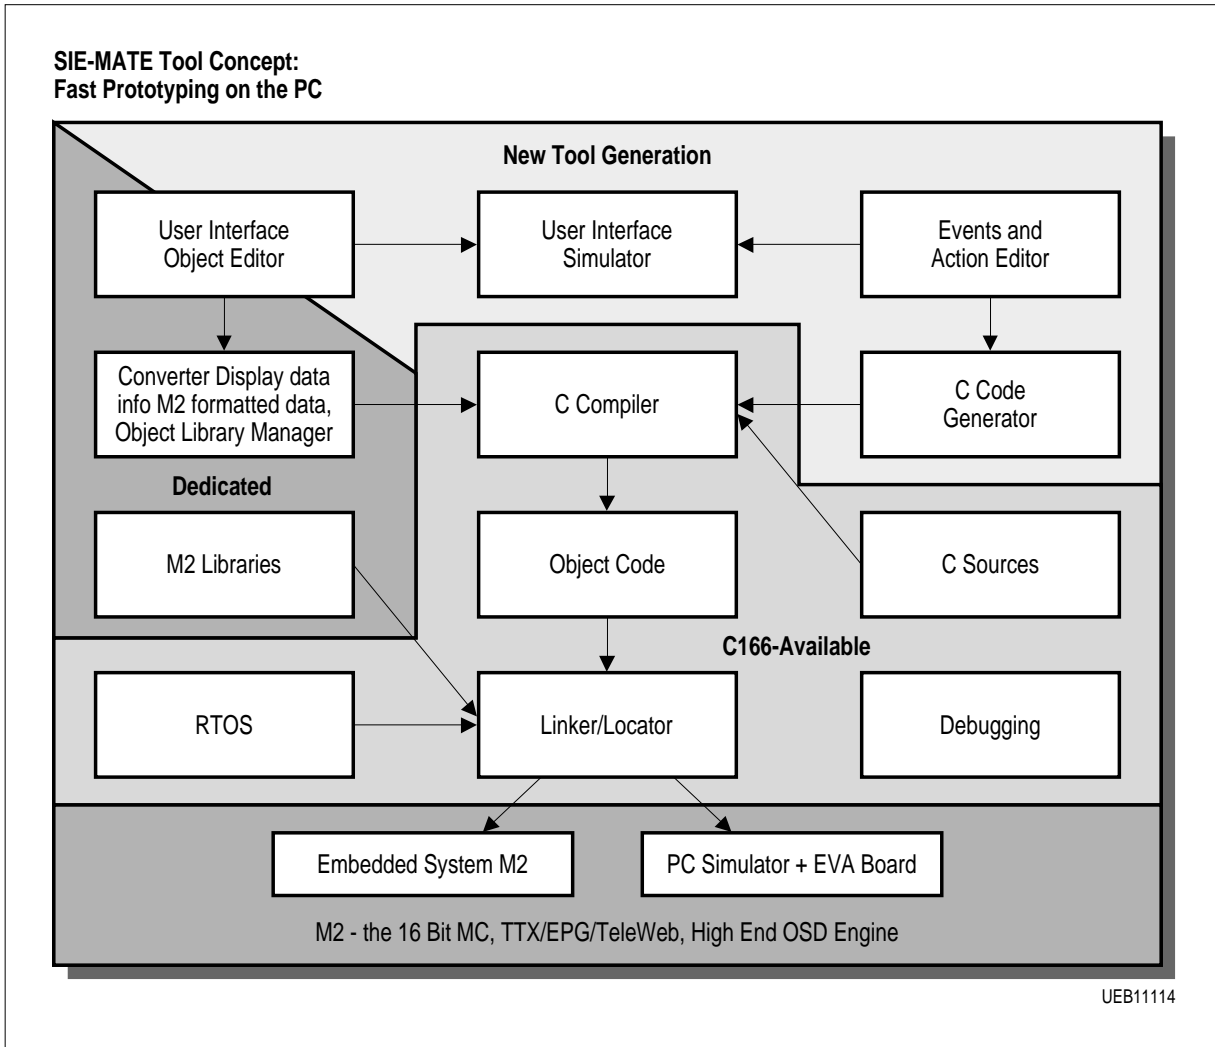 SIE-MATE Tool Concept:
Fast Prototyping on the PC
New Tool Generation
User Interface
Object Editor
User Interface
Simulator
Events and
Action Editor
Converter Display data
info M2 formatted data,
Object Library Manager
C Compiler
C Code
Generator
Dedicated
M2 Libraries
Object Code
C Sources
C166-Available
RTOS
Linker/Locator
Debugging
Embedded System M2
PC Simulator + EVA Board
M2 - the 16 Bit MC, TTX/EPG/TeleWeb, High End OSD Engine
UEB11114